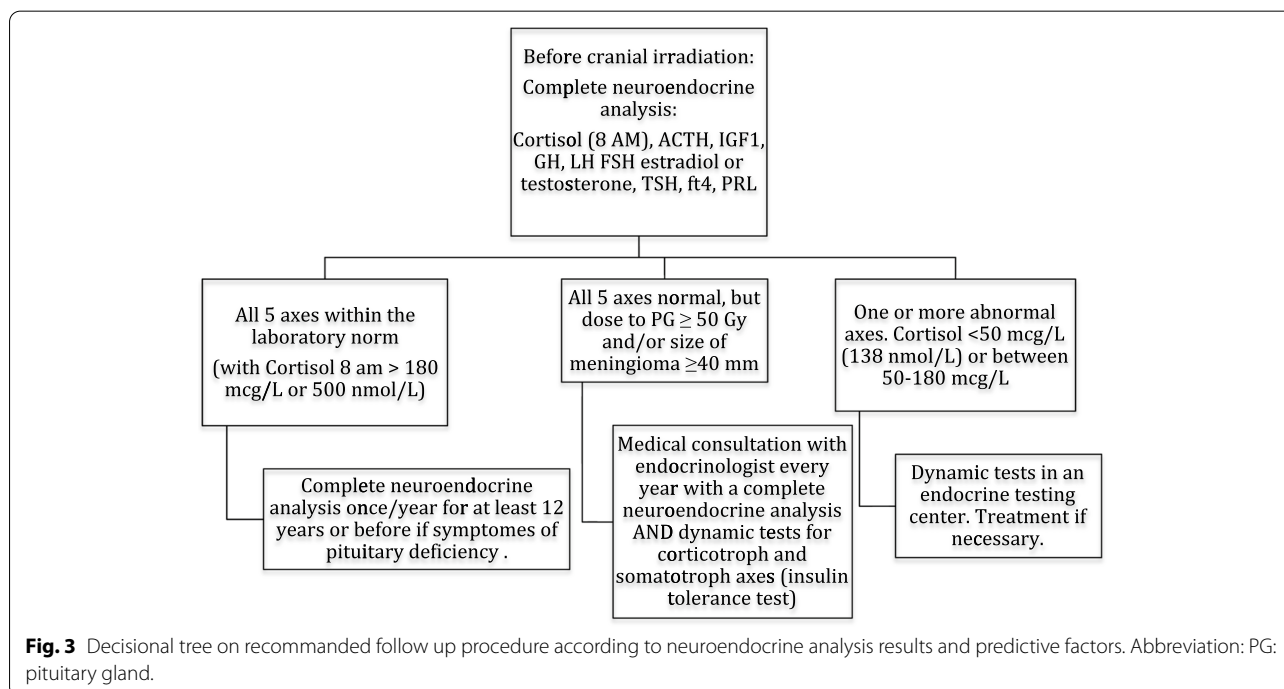 Before cranial irradiation:
Complete neuroendocrine
analysis:
Cortisol (8 AM), ACTH, IGF1,
GH, LH FSH estradiol or
testosterone, TSH, ft4, PRL
All 5 axes within the
laboratory norm
(with Cortisol 8 am > 180
mcg/L or 500 nmol/L)
All 5 axes normal, but
dose to PG ≥ 50 Gy
and/or size of
meningioma ≥40 mm
One or more abnormal
axes. Cortisol <50 mcg/L
(138 nmol/L) or between
50-180 mcg/L
Complete neuroendocrine
analysis once/year for at least 12
years or before if symptomes of
pituitary deficiency .
Medical consultation with
endocrinologist every
year with a complete
neuroendocrine analysis
AND dynamic tests for
corticotroph and
somatotroph axes (insulin
tolerance test)
Dynamic tests in an
endocrine testing
center. Treatment if
necessary.
Fig. 3 Decisional tree on recommanded follow up procedure according to neuroendocrine analysis results and predictive factors. Abbreviation: PG:
pituitary gland.